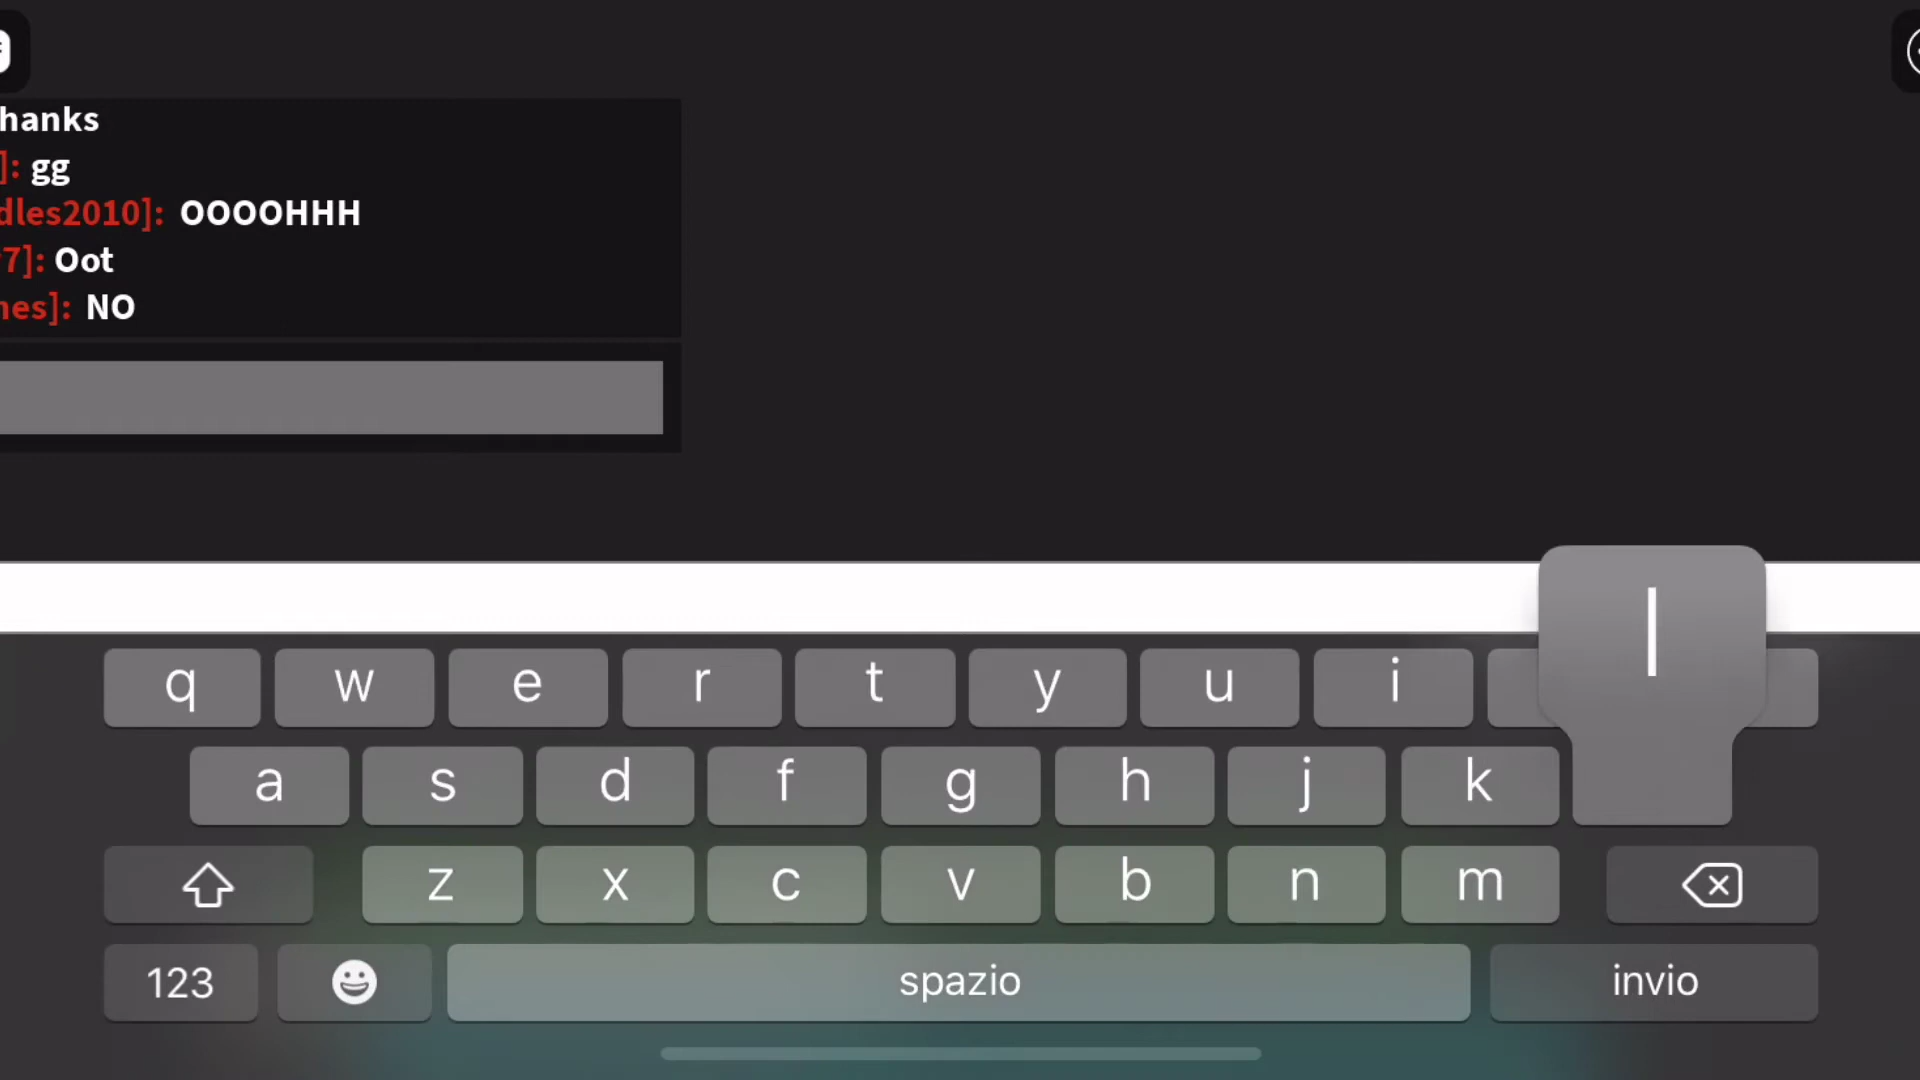 hanks
]: gg
dles2010]: OOOOHHH
7]: Oot
nes]: NO
l
q w e r t y u i
a s d f g h j k
z x c v b n m
123 spazio invio